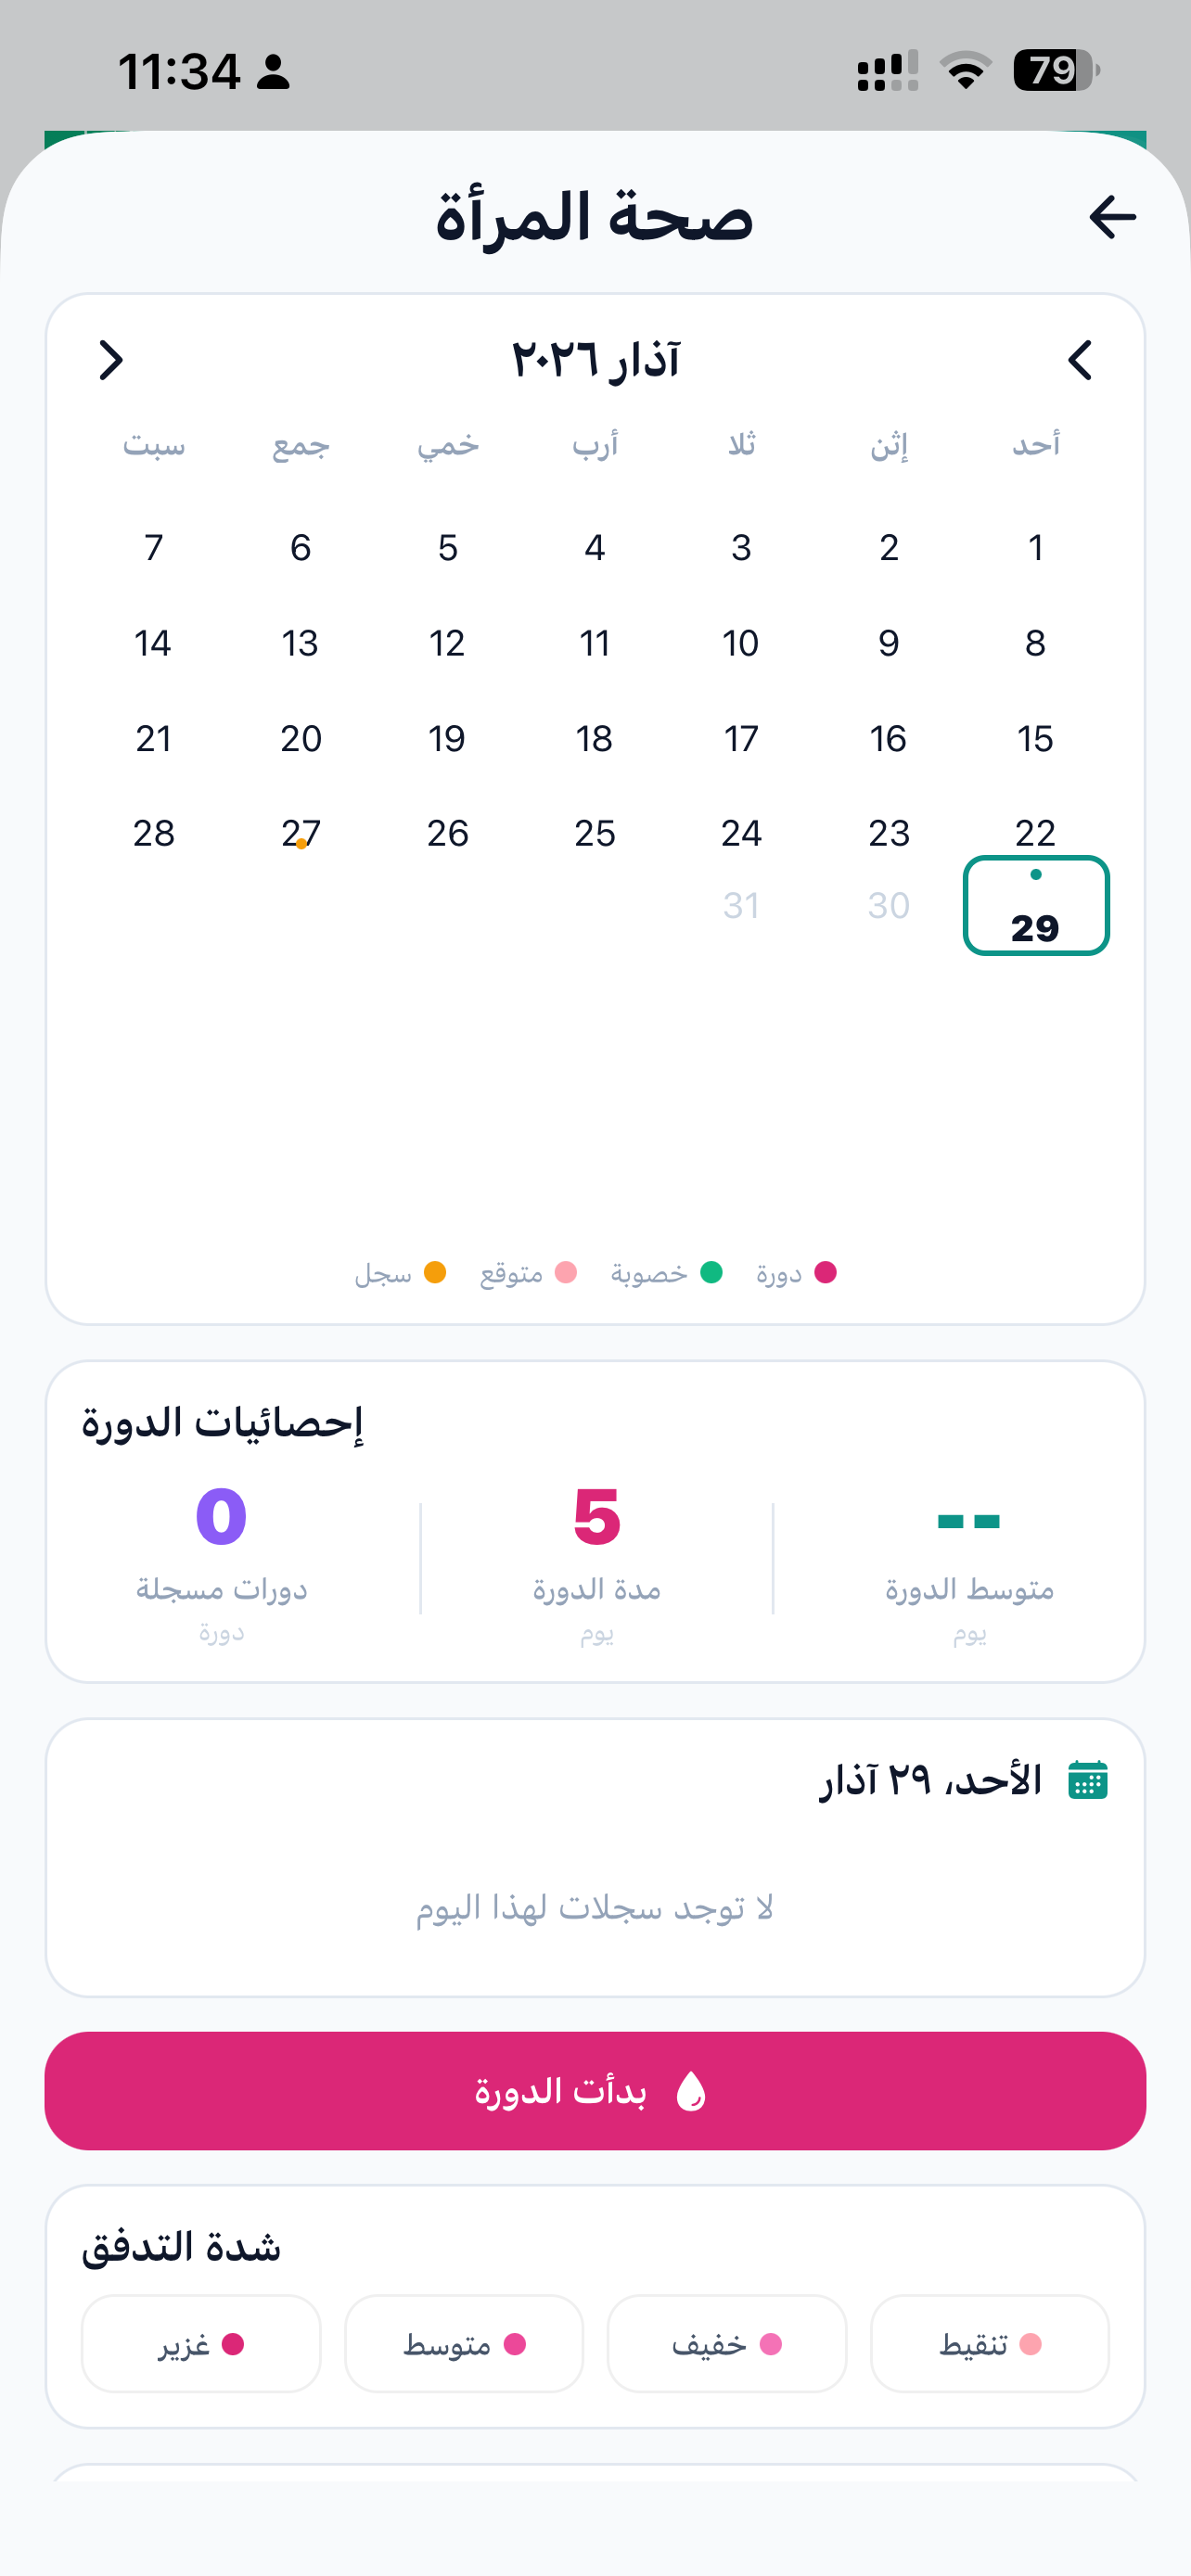 11:34
79
صحة المرأة
آذار ٢٠٢٦
أحد إثن ثلا أرب خمي جمع سبت
1 2 3 4 5 6 7
8 9 10 11 12 13 14
15 16 17 18 19 20 21
22 23 24 25 26 27 28
29 30 31
دورة خصوبة متوقع سجل
إحصائيات الدورة
-- 5 0
متوسط الدورة مدة الدورة دورات مسجلة
يوم يوم دورة
الأحد، ٢٩ آذار
لا توجد سجلات لهذا اليوم
بدأت الدورة
شدة التدفق
تنقيط خفيف متوسط غزير